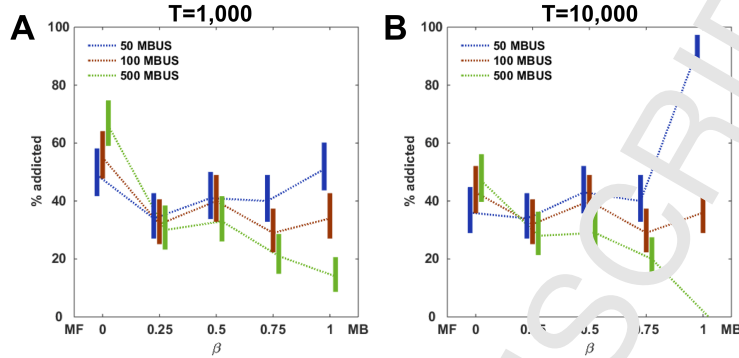 A
T=1,000
100
80
60
40
20
0
% addicted
50 MBUS
100 MBUS
500 MBUS
MF 0 0.25 0.5 0.75 1 MB
β
B
T=10,000
100
80
60
40
20
0
% addicted
50 MBUS
100 MBUS
500 MBUS
MF 0 0.75 1 MB
β
SCRI